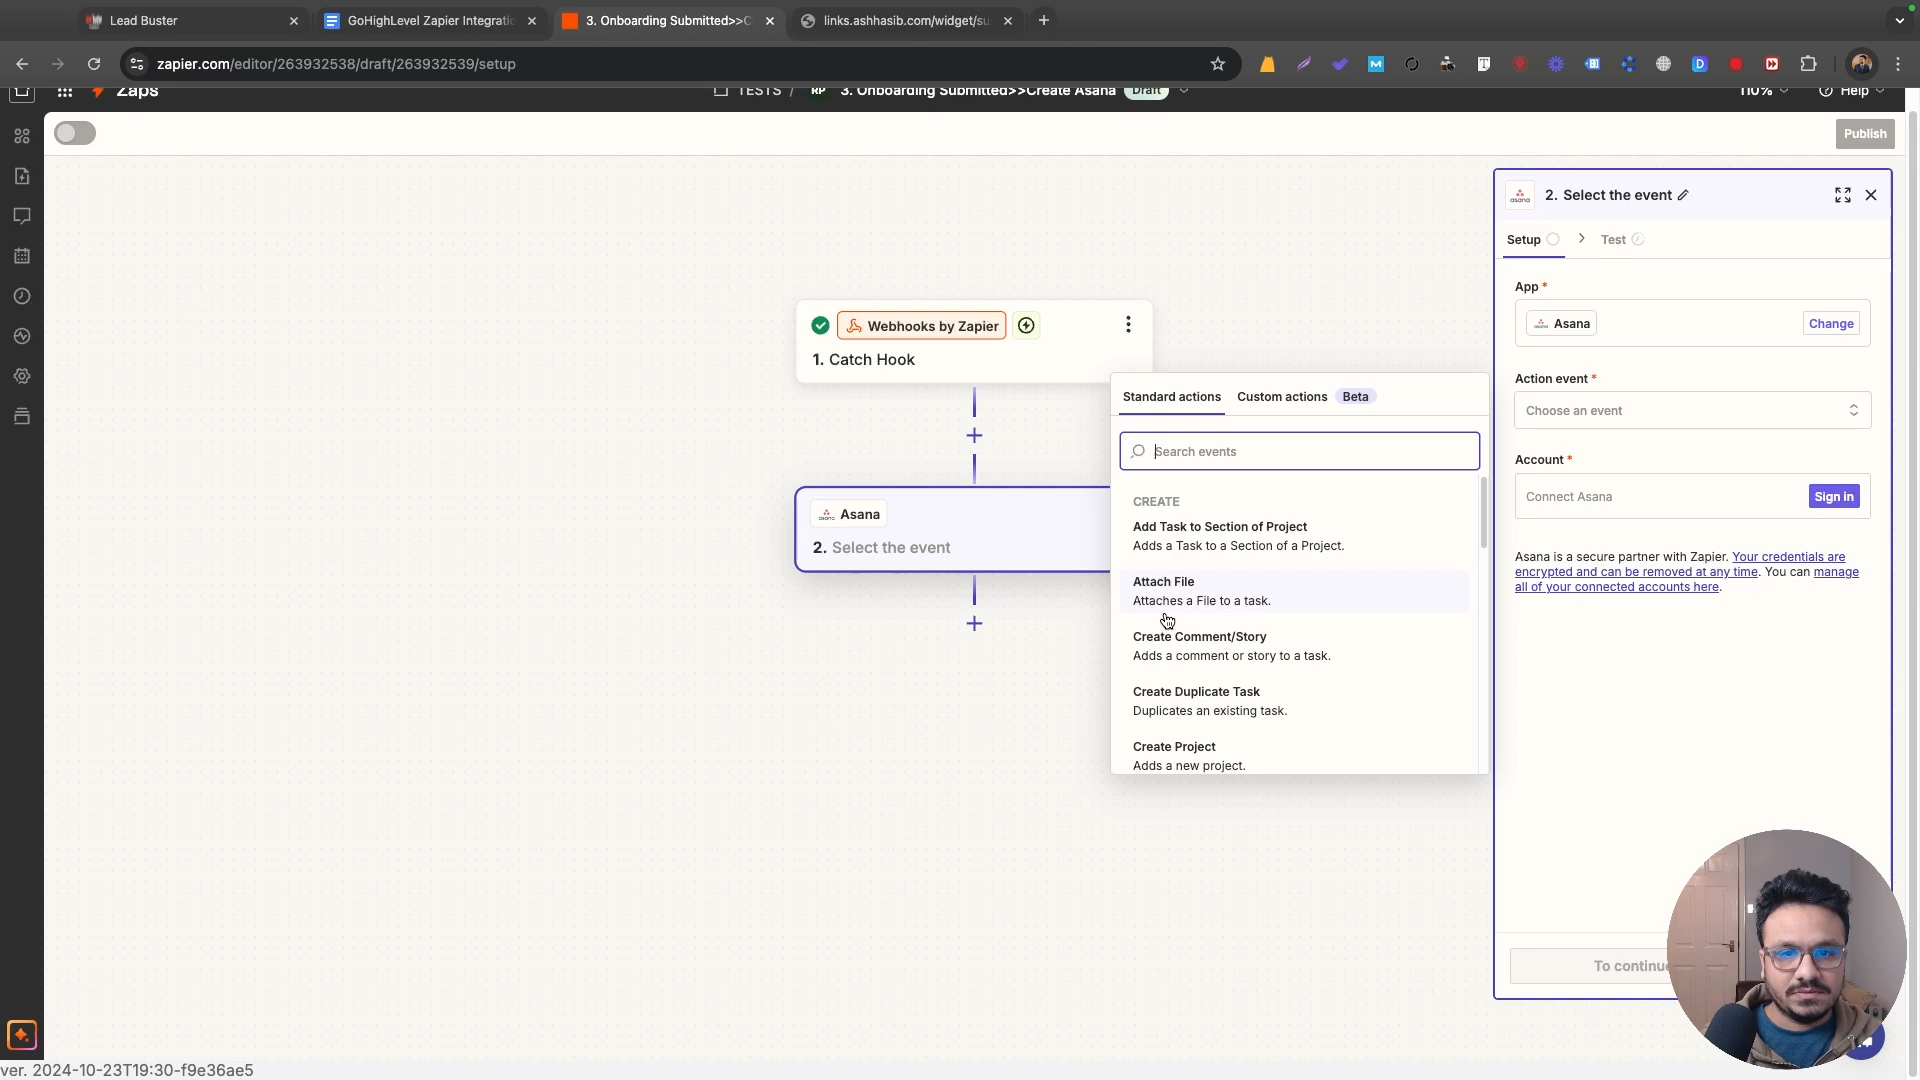 Lead Buster
GoHighLevel Zapier Integratio
3. Onboarding Submitted>>C
links.ashhasib.com/widget/su
zapier.com/editor/263932538/draft/263932539/setup
Zaps
TESTS / RP 3. Onboarding Submitted>>Create Asana Draft
110%
Help
Publish
asana 2. Select the event
Setup
Test
App *
asana Asana
Change
Action event *
Choose an event
Account *
Connect Asana
Sign in
Asana is a secure partner with Zapier. Your credentials are
encrypted and can be removed at any time. You can manage
all of your connected accounts here.
To continue
Webhooks by Zapier
1. Catch Hook
asana Asana
2. Select the event
Standard actions
Custom actions Beta
Search events
CREATE
Add Task to Section of Project
Adds a Task to a Section of a Project.
Attach File
Attaches a File to a task.
Create Comment/Story
Adds a comment or story to a task.
Create Duplicate Task
Duplicates an existing task.
Create Project
Adds a new project.
ver. 2024-10-23T19:30-f9e36ae5